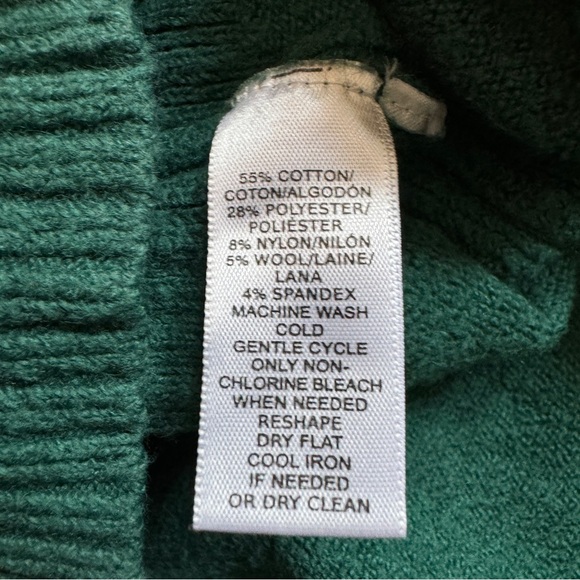 55% COTTON/
COTON/ALGODÓN
28% POLYESTER/
POLIÉSTER
8% NYLON/NILÓN
5% WOOL/LAINE/
LANA
4% SPANDEX
MACHINE WASH
COLD
GENTLE CYCLE
ONLY NON-
CHLORINE BLEACH
WHEN NEEDED
RESHAPE
DRY FLAT
COOL IRON
IF NEEDED
OR DRY CLEAN